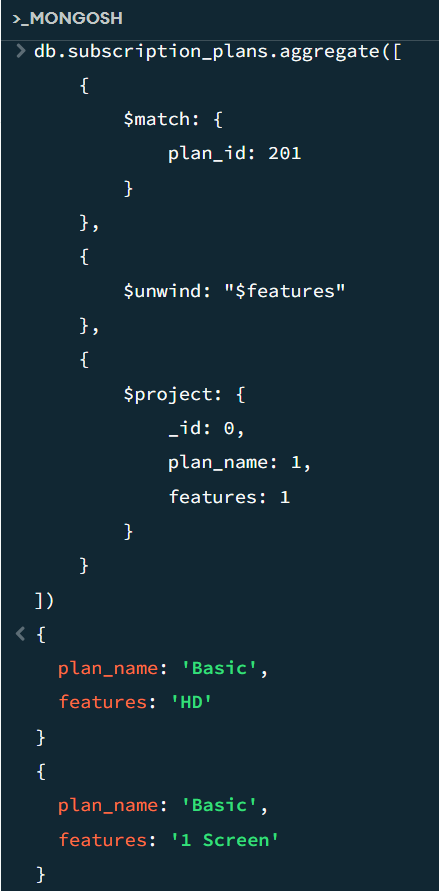 >_MONGOSH
> db.subscription_plans.aggregate([
{
$match: {
plan_id: 201
}
},
{
$unwind: "$features"
},
{
$project: {
_id: 0,
plan_name: 1,
features: 1
}
}
])
< {
plan_name: 'Basic',
features: 'HD'
}
{
plan_name: 'Basic',
features: '1 Screen'
}